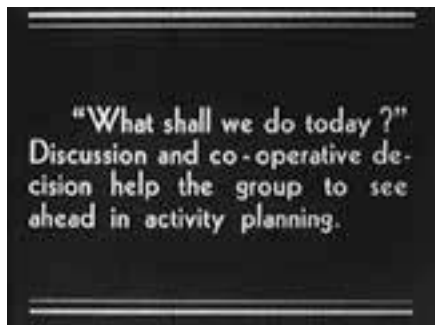 "What shall we do today?"
Discussion and co-operative de-
cision help the group to see
ahead in activity planning.